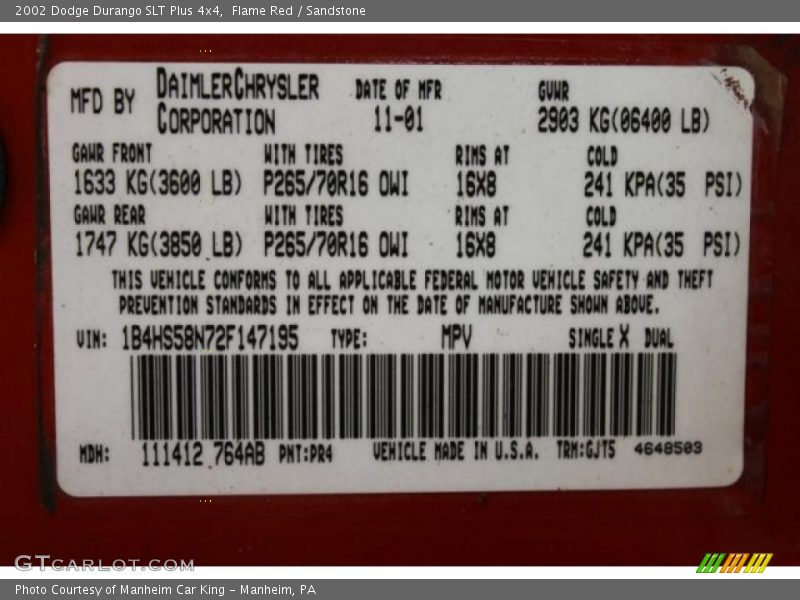 2002 Dodge Durango SLT Plus 4x4,  Flame Red / Sandstone
MFD BY DAIMLERCHRYSLER CORPORATION DATE OF MFR 11-01 GVWR 2903 KG(06400 LB)
GAWR FRONT WITH TIRES RIMS AT COLD
1633 KG(3600 LB) P265/70R16 OWI 16X8 241 KPA(35 PSI)
GAWR REAR WITH TIRES RIMS AT COLD
1747 KG(3850 LB) P265/70R16 OWI 16X8 241 KPA(35 PSI)
THIS VEHICLE CONFORMS TO ALL APPLICABLE FEDERAL MOTOR VEHICLE SAFETY AND THEFT
PREVENTION STANDARDS IN EFFECT ON THE DATE OF MANUFACTURE SHOWN ABOVE.
VIN: 1B4HS58N72F147195 TYPE: MPV SINGLE X DUAL
MDH: 111412 764AB PNT:PR4 VEHICLE MADE IN U.S.A. TRM:GJT5 4648503
GTCARLOT.COM
Photo Courtesy of Manheim Car King - Manheim, PA